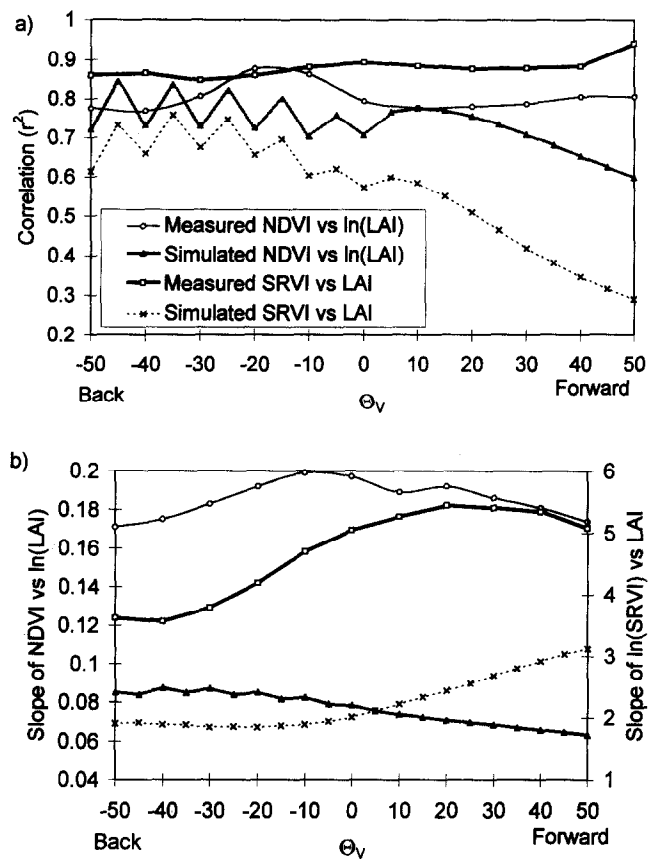 a)
Correlation (r²)
1
0.9
0.8
0.7
0.6
0.5
0.4
0.3
0.2
Measured NDVI vs ln(LAI)
Simulated NDVI vs ln(LAI)
Measured SRVI vs LAI
Simulated SRVI vs LAI
-50 -40 -30 -20 -10 0 10 20 30 40 50
Back Θv Forward
b)
Slope of NDVI vs ln(LAI)
0.2
0.18
0.16
0.14
0.12
0.1
0.08
0.06
0.04
6
5
4
3
2
1
Slope of ln(SRVI) vs LAI
-50 -40 -30 -20 -10 0 10 20 30 40 50
Back Θv Forward